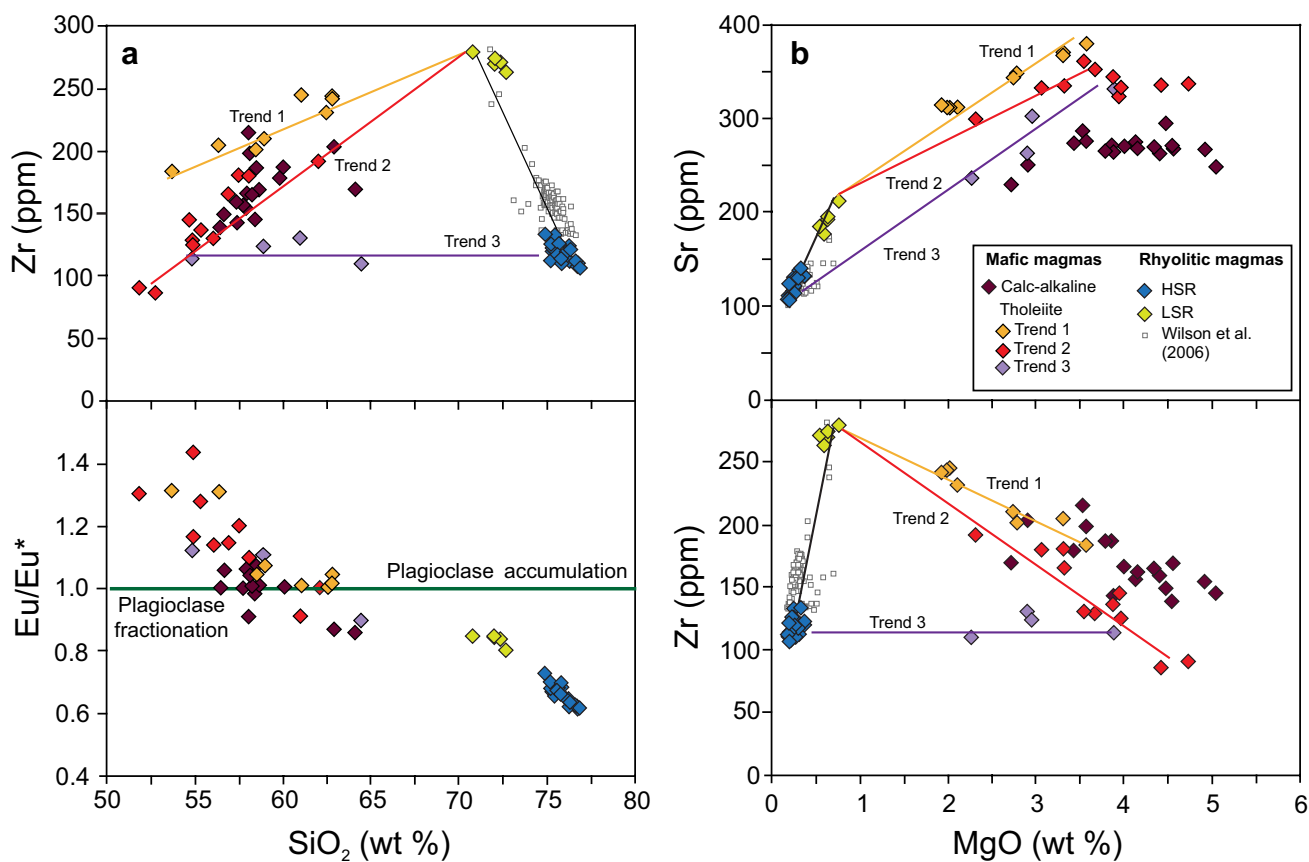 a
Zr (ppm)
300
250
200
150
100
50
0
Trend 1
Trend 2
Trend 3
b
Sr (ppm)
400
300
200
100
0
Trend 1
Trend 2
Trend 3
Mafic magmas
Calc-alkaline
Tholeiite
Trend 1
Trend 2
Trend 3
Rhyolitic magmas
HSR
LSR
Wilson et al.
(2006)
Eu/Eu*
1.4
1.2
1.0
0.8
0.6
0.4
Plagioclase accumulation
Plagioclase
fractionation
50 55 60 65 70 75 80
SiO₂ (wt %)
Zr (ppm)
250
200
150
100
50
0
Trend 1
Trend 2
Trend 3
0 1 2 3 4 5 6
MgO (wt %)